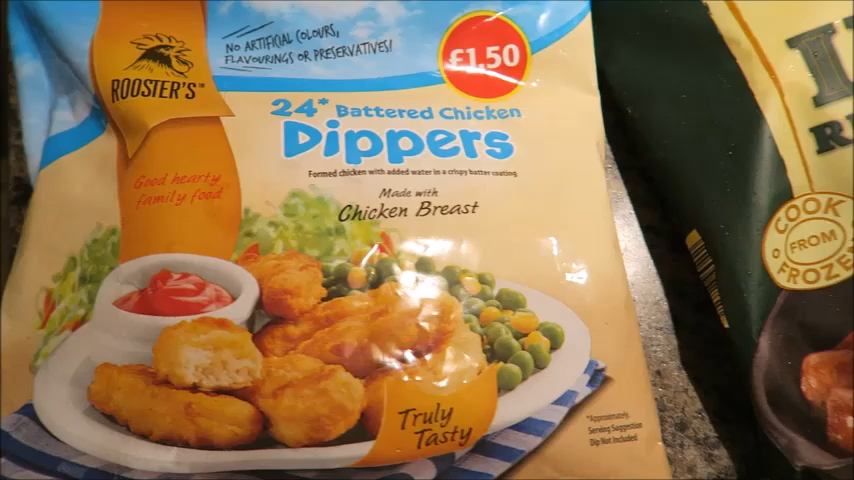 NO ARTIFICIAL COLOURS,
FLAVOURINGS OR PRESERVATIVES!
£1.50
ROOSTER'S™
24* Battered Chicken
Dippers
Formed chicken with added water in a crispy batter coating
Good hearty
family food
Made with
Chicken Breast
Truly
Tasty
*Approximately.
Serving Suggestion
Dip Not Included
COOK
FROM
FROZEN